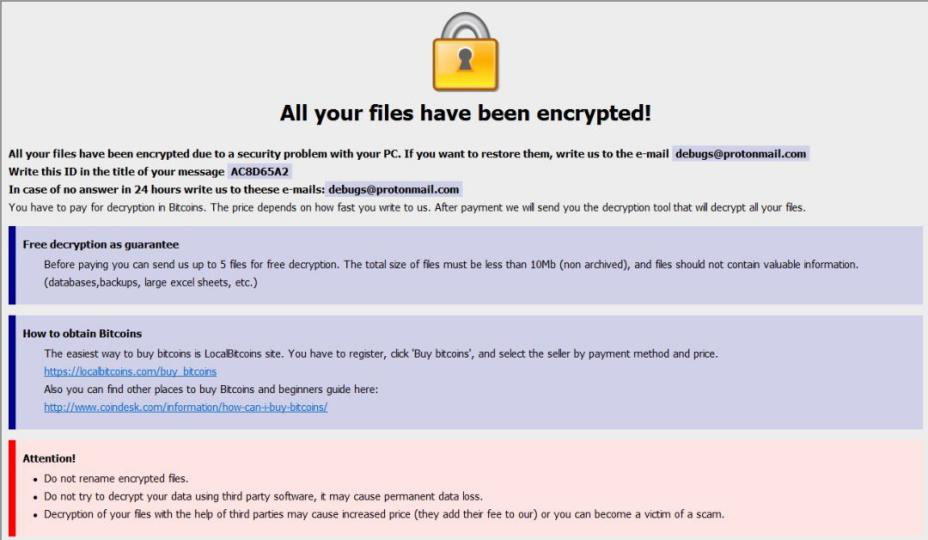 All your files have been encrypted!
All your files have been encrypted due to a security problem with your PC. If you want to restore them, write us to the e-mail debugs@protonmail.com
Write this ID in the title of your message AC8D65A2
In case of no answer in 24 hours write us to theese e-mails: debugs@protonmail.com
You have to pay for decryption in Bitcoins. The price depends on how fast you write to us. After payment we will send you the decryption tool that will decrypt all your files.
Free decryption as guarantee
Before paying you can send us up to 5 files for free decryption. The total size of files must be less than 10Mb (non archived), and files should not contain valuable information.
(databases,backups, large excel sheets, etc.)
How to obtain Bitcoins
The easiest way to buy bitcoins is LocalBitcoins site. You have to register, click 'Buy bitcoins', and select the seller by payment method and price.
https://localbitcoins.com/buy_bitcoins
Also you can find other places to buy Bitcoins and beginners guide here:
http://www.coindesk.com/information/how-can-i-buy-bitcoins/
Attention!
• Do not rename encrypted files.
• Do not try to decrypt your data using third party software, it may cause permanent data loss.
• Decryption of your files with the help of third parties may cause increased price (they add their fee to our) or you can become a victim of a scam.